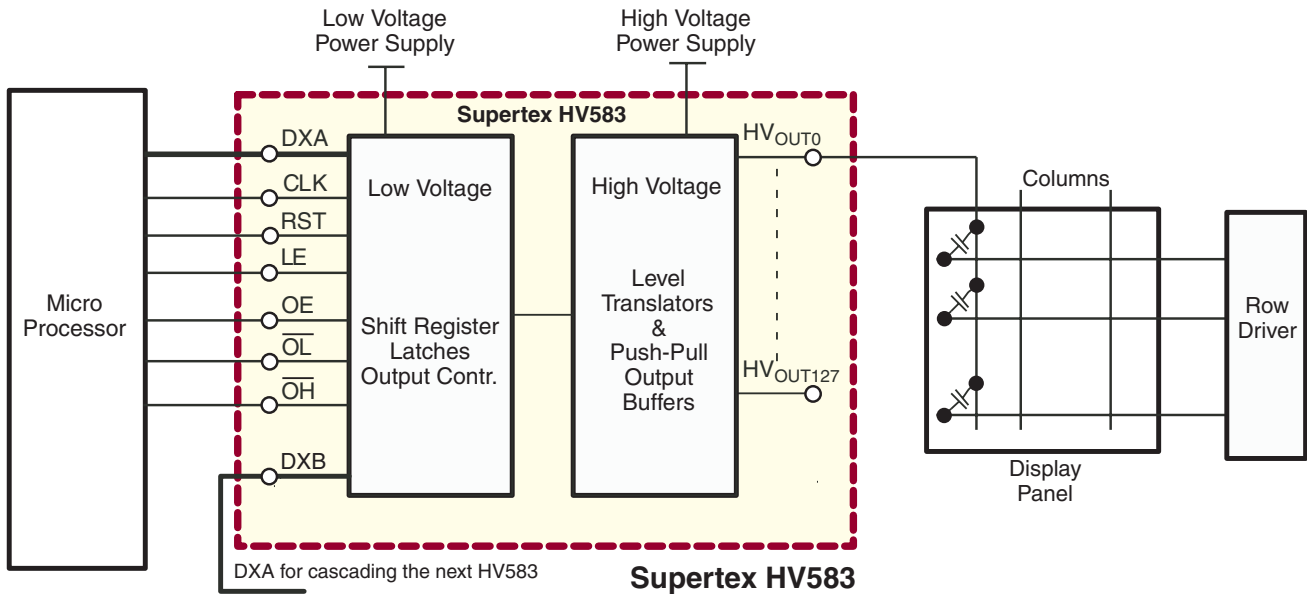 Low Voltage
Power Supply
High Voltage
Power Supply
Supertex HV583
Micro
Processor
DXA
CLK
RST
LE
OE
O̅L̅
O̅H̅
DXB
Low Voltage
Shift Register
Latches
Output Contr.
High Voltage
Level
Translators
&
Push-Pull
Output
Buffers
HVOUT0
HVOUT127
Columns
Display
Panel
Row
Driver
DXA for cascading the next HV583
Supertex HV583